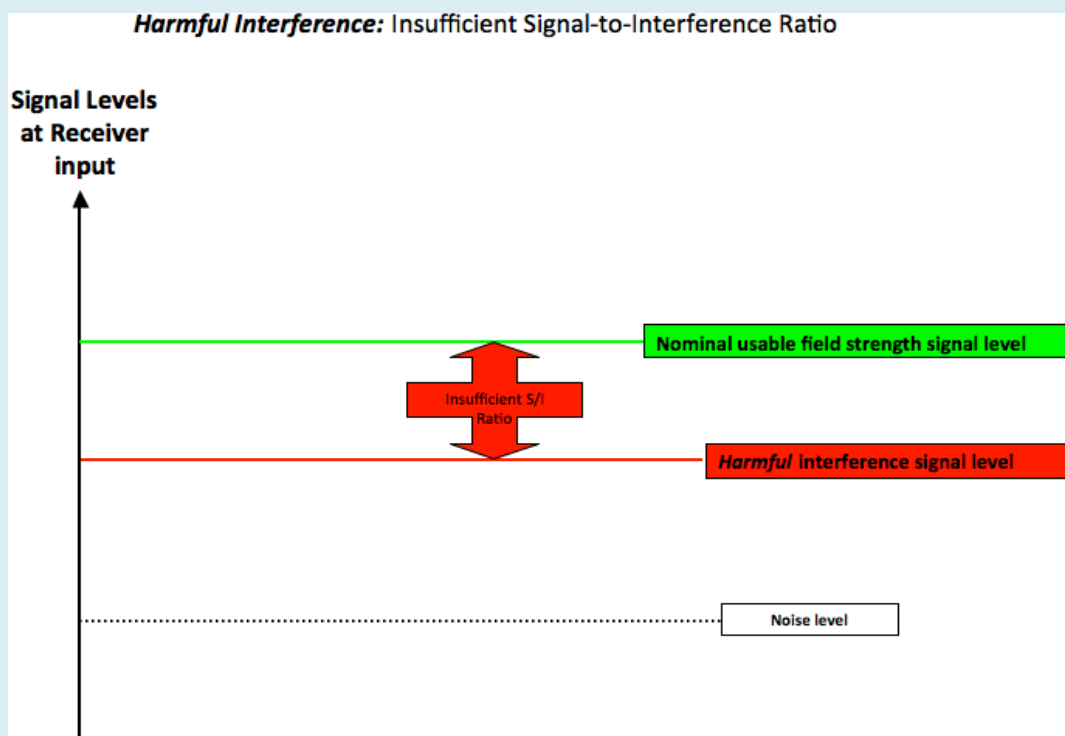 Harmful Interference: Insufficient Signal-to-Interference Ratio
Signal Levels
at Receiver
input
Nominal usable field strength signal level
Insufficient S/I
Ratio
Harmful interference signal level
Noise level